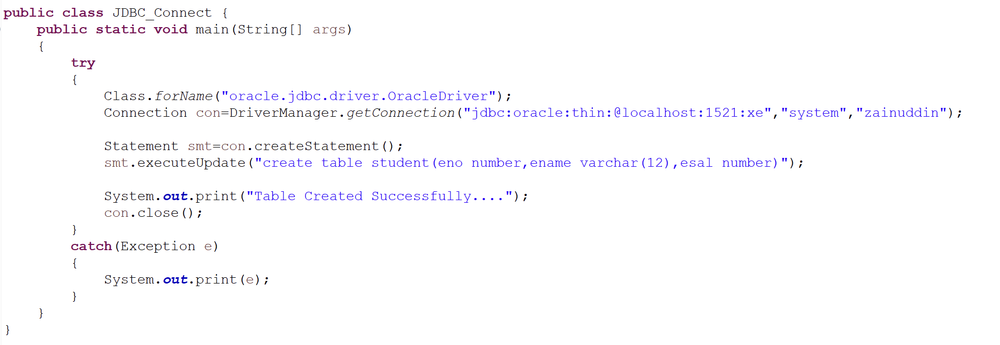 public class JDBC_Connect {
    public static void main(String[] args)
    {
        try
        {
            Class.forName("oracle.jdbc.driver.OracleDriver");
            Connection con=DriverManager.getConnection("jdbc:oracle:thin:@localhost:1521:xe","system","zainuddin");

            Statement smt=con.createStatement();
            smt.executeUpdate("create table student(eno number,ename varchar(12),esal number)");

            System.out.print("Table Created Successfully....");
            con.close();
        }
        catch(Exception e)
        {
            System.out.print(e);
        }
    }
}